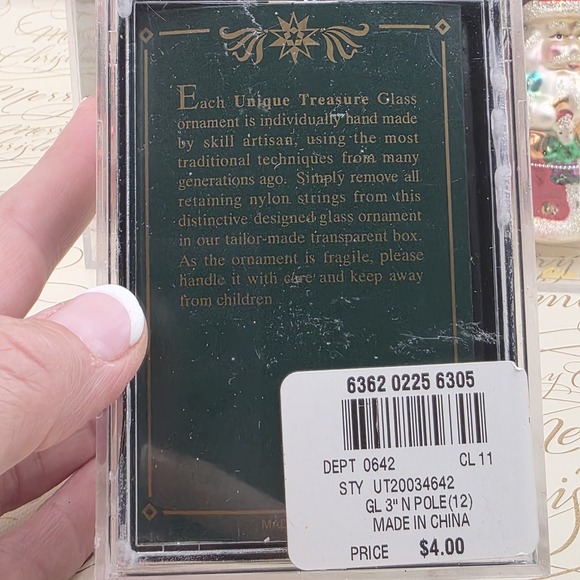 Each Unique Treasure Glass
ornament is individually hand made
by skill artisan, using the most
traditional techniques from many
generations ago. Simply remove all
retaining nylon strings from this
distinctive designed glass ornament
in our tailor-made transparent box.
As the ornament is fragile, please
handle it with care and keep away
from children
6362 0225 6305
DEPT 0642 CL 11
STY UT20034642
GL 3" N POLE(12)
MADE IN CHINA
PRICE $4.00